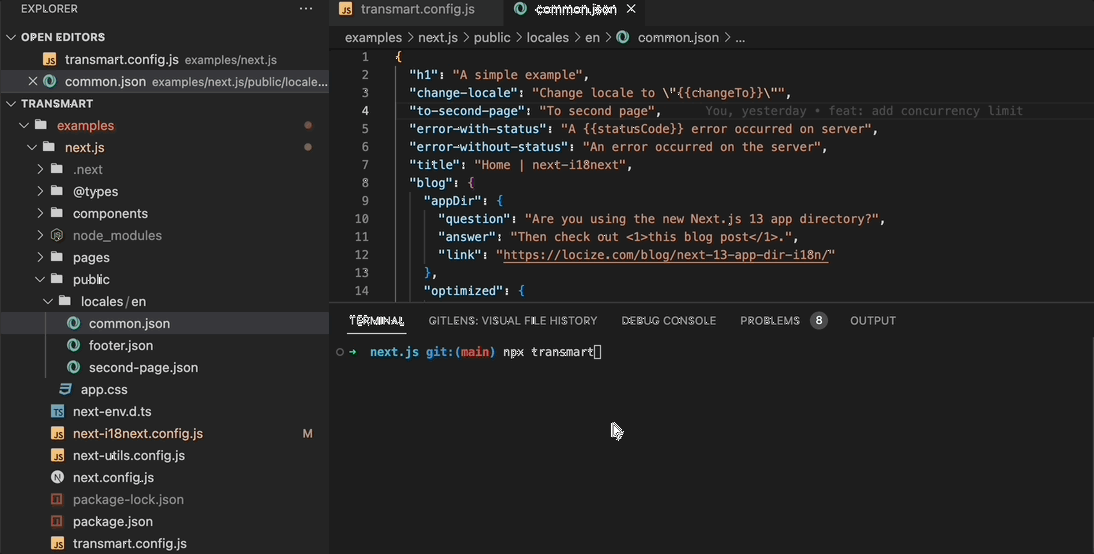 EXPLORER
OPEN EDITORS
JS transmart.config.js examples/next.js
common.json examples/next.js/public/locale...
TRANSMART
examples
next.js
.next
@types
components
node_modules
pages
public
locales/en
common.json
footer.json
second-page.json
app.css
TS next-env.d.ts
JS next-i18next.config.js M
JS next-utils.config.js
N next.config.js
package-lock.json
package.json
JS transmart.config.js
JS transmart.config.js common.json
examples > next.js > public > locales > en > common.json > ...
1 {
2 "h1": "A simple example",
3 "change-locale": "Change locale to \"{{changeTo}}\"",
4 "to-second-page": "To second page", You, yesterday • feat: add concurrency limit
5 "error-with-status": "A {{statusCode}} error occurred on server",
6 "error-without-status": "An error occurred on the server",
7 "title": "Home | next-i18next",
8 "blog": {
9 "appDir": {
10 "question": "Are you using the new Next.js 13 app directory?",
11 "answer": "Then check out <1>this blog post</1>.",
12 "link": "https://locize.com/blog/next-13-app-dir-i18n/"
13 },
14 "optimized": {
TERMINAL GITLENS: VISUAL FILE HISTORY DEBUG CONSOLE PROBLEMS 8 OUTPUT
→ next.js git:(main) npx transmart